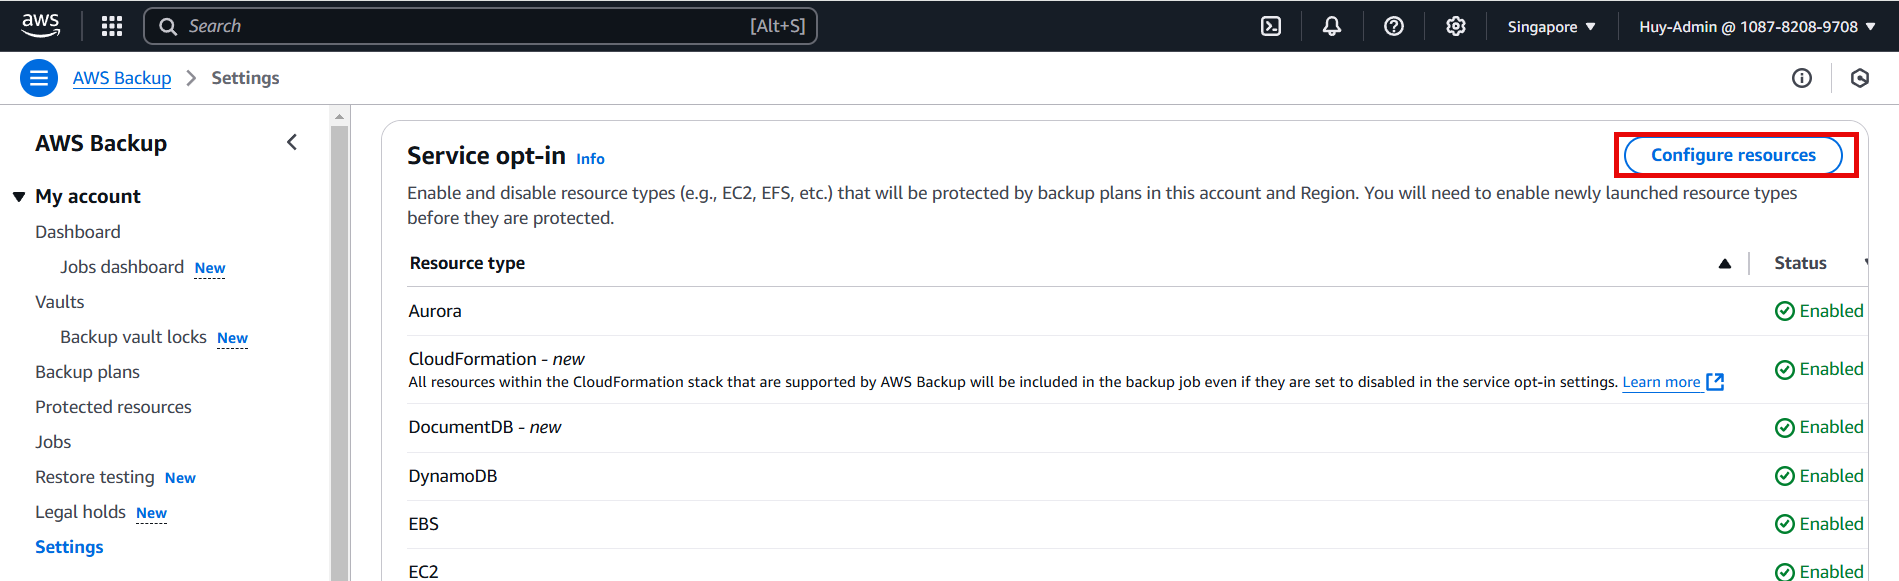 aws
Search [Alt+S]
Singapore
Huy-Admin @ 1087-8208-9708
AWS Backup Settings
AWS Backup
My account
Dashboard
Jobs dashboard New
Vaults
Backup vault locks New
Backup plans
Protected resources
Jobs
Restore testing New
Legal holds New
Settings
Service opt-in Info
Configure resources
Enable and disable resource types (e.g., EC2, EFS, etc.) that will be protected by backup plans in this account and Region. You will need to enable newly launched resource types
before they are protected.
Resource type Status
Aurora Enabled
CloudFormation - new Enabled
All resources within the CloudFormation stack that are supported by AWS Backup will be included in the backup job even if they are set to disabled in the service opt-in settings. Learn more
DocumentDB - new Enabled
DynamoDB Enabled
EBS Enabled
EC2 Enabled